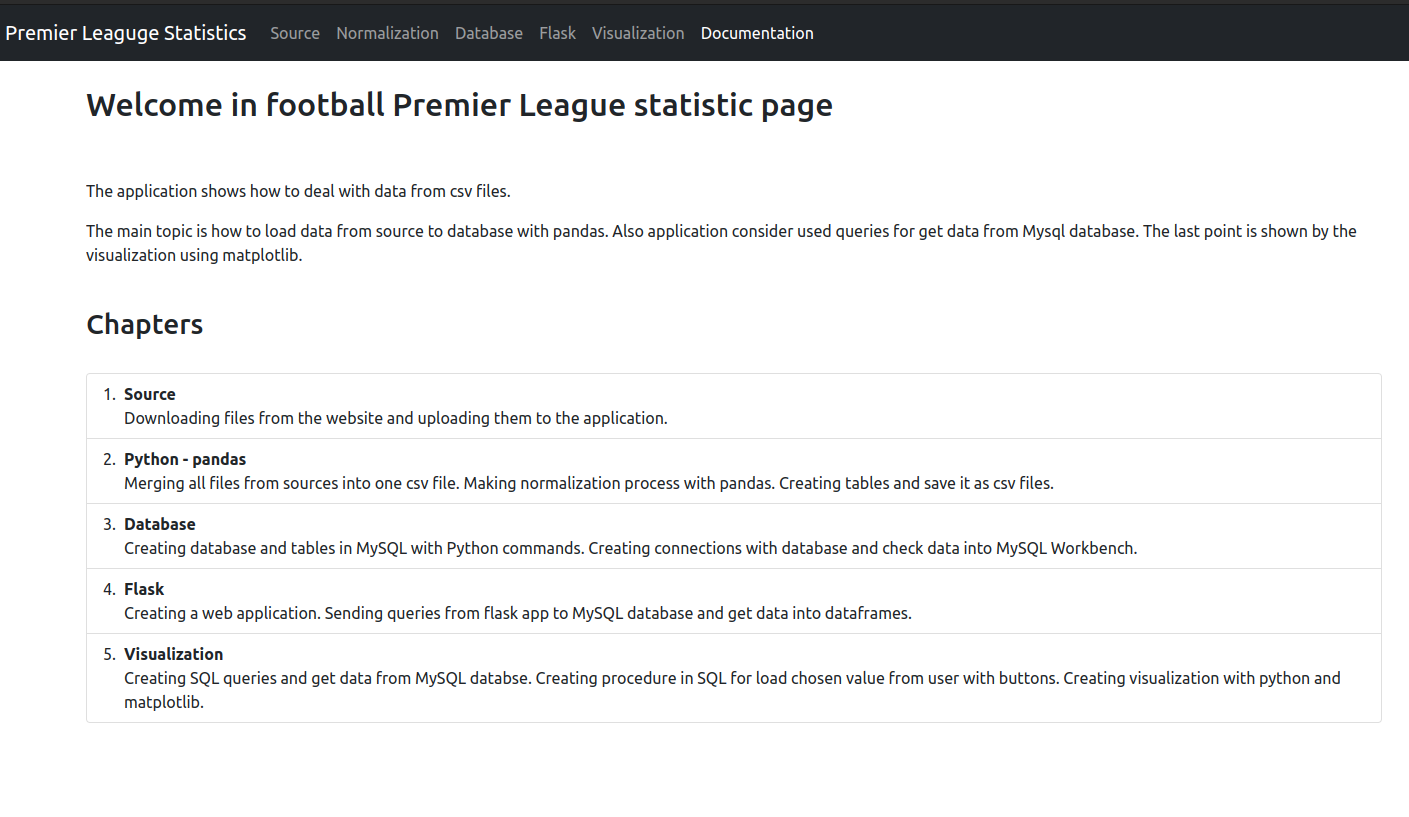 Premier Leaguge Statistics Source Normalization Database Flask Visualization Documentation
Welcome in football Premier League statistic page
The application shows how to deal with data from csv files.
The main topic is how to load data from source to database with pandas. Also application consider used queries for get data from Mysql database. The last point is shown by the
visualization using matplotlib.
Chapters
1. Source
Downloading files from the website and uploading them to the application.
2. Python - pandas
Merging all files from sources into one csv file. Making normalization process with pandas. Creating tables and save it as csv files.
3. Database
Creating database and tables in MySQL with Python commands. Creating connections with database and check data into MySQL Workbench.
4. Flask
Creating a web application. Sending queries from flask app to MySQL database and get data into dataframes.
5. Visualization
Creating SQL queries and get data from MySQL databse. Creating procedure in SQL for load chosen value from user with buttons. Creating visualization with python and
matplotlib.